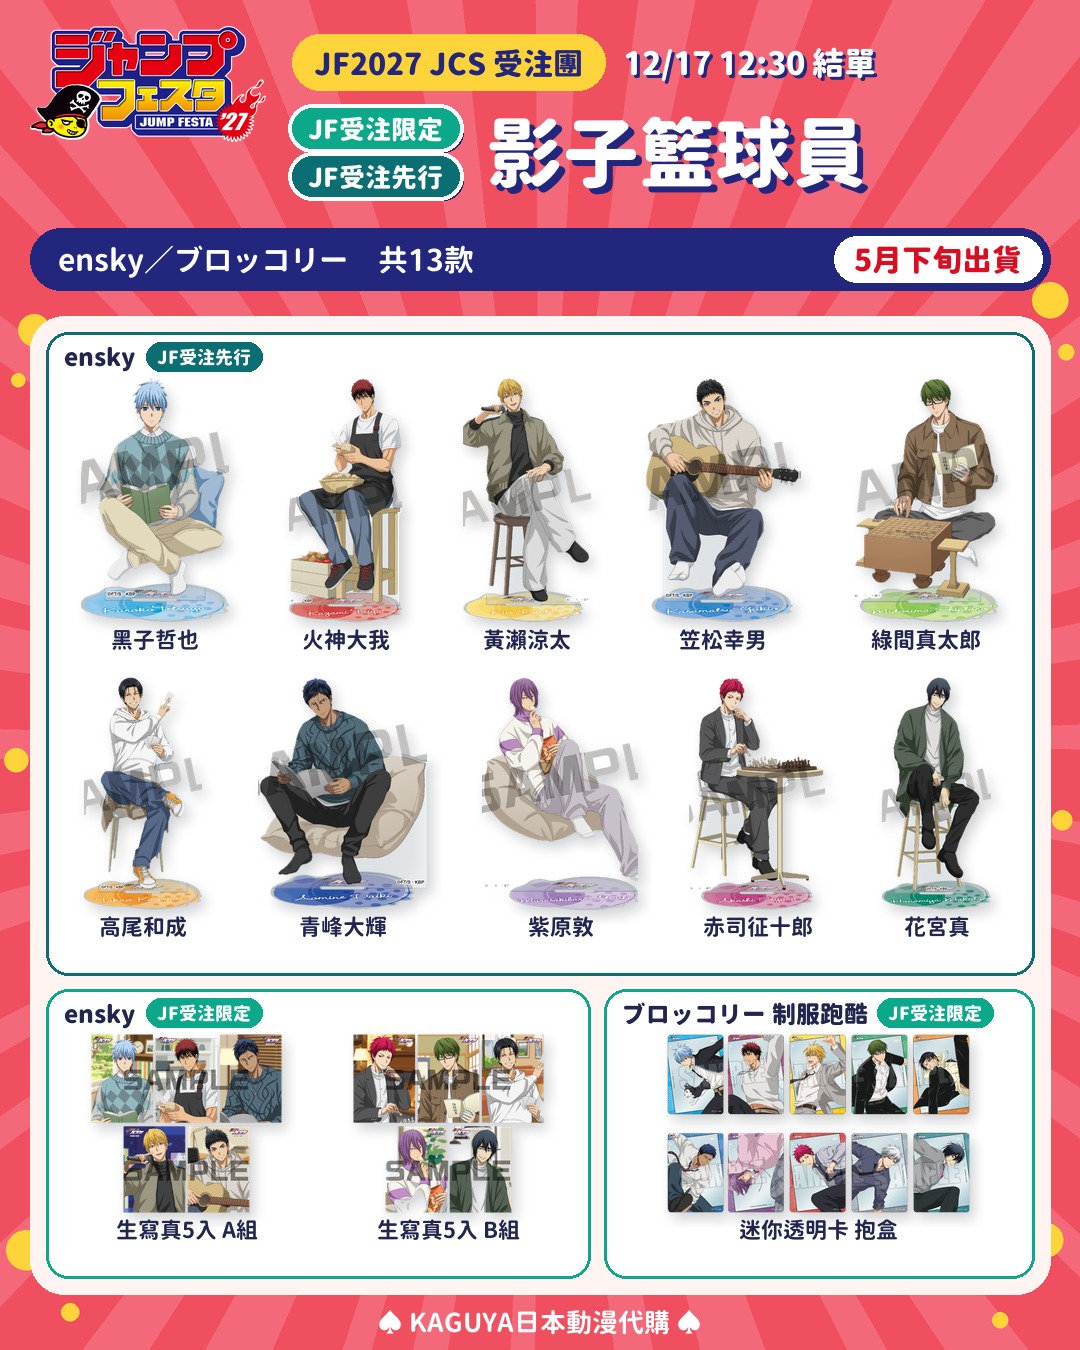 ジャンプ
フェスタ
JUMP FESTA '27
JF2027 JCS 受注團
12/17 12:30 結單
JF受注限定
JF受注先行
影子籃球員
ensky／ブロッコリー 共13款
5月下旬出貨
ensky JF受注先行
黑子哲也
火神大我
黃瀨涼太
笠松幸男
綠間真太郎
高尾和成
青峰大輝
紫原敦
赤司征十郎
花宮真
ensky JF受注限定
SAMPLE
SAMPLE
SAMPLE
SAMPLE
生寫真5入 A組
生寫真5入 B組
ブロッコリー 制服跑酷 JF受注限定
迷你透明卡 抱盒
KAGUYA日本動漫代購